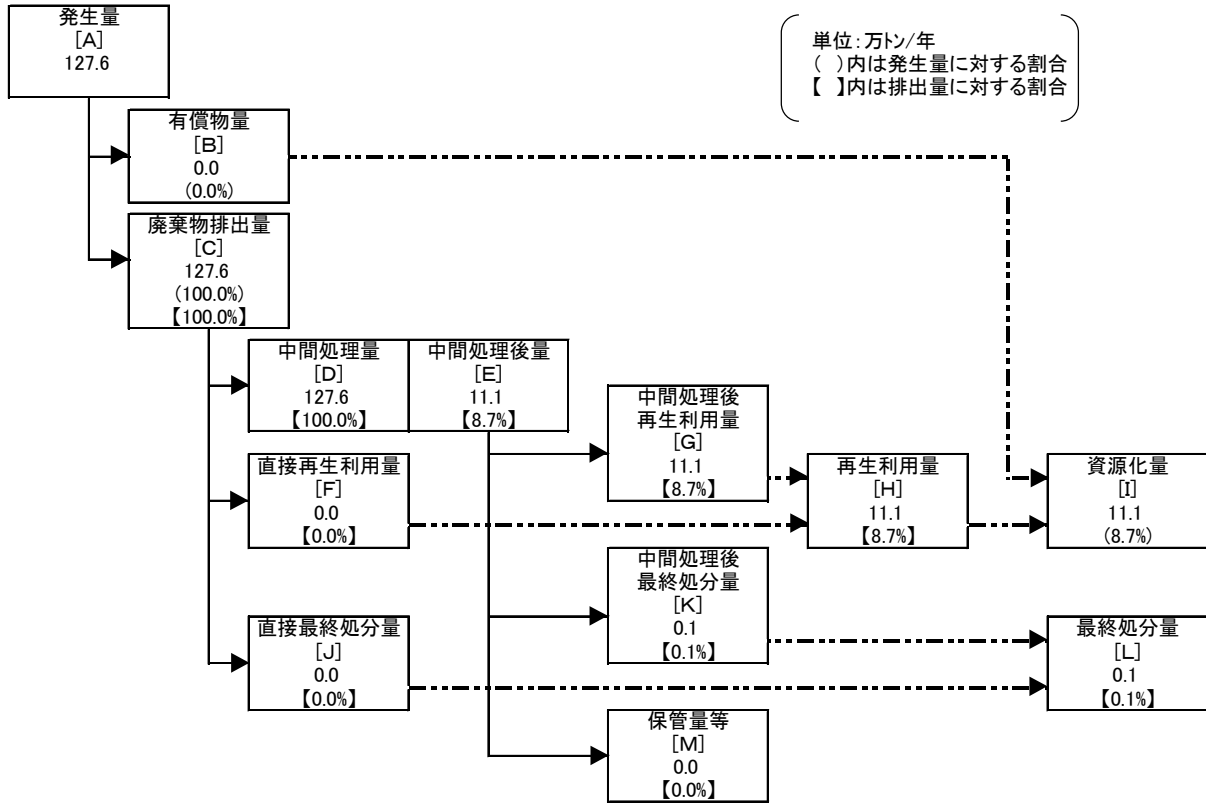 発生量
[A]
127.6
単位:万トン/年
( )内は発生量に対する割合
【 】内は排出量に対する割合
有償物量
[B]
0.0
(0.0%)
廃棄物排出量
[C]
127.6
(100.0%)
【100.0%】
中間処理量
[D]
127.6
【100.0%】
中間処理後量
[E]
11.1
【8.7%】
中間処理後
再生利用量
[G]
11.1
【8.7%】
直接再生利用量
[F]
0.0
【0.0%】
再生利用量
[H]
11.1
【8.7%】
資源化量
[I]
11.1
(8.7%)
中間処理後
最終処分量
[K]
0.1
【0.1%】
直接最終処分量
[J]
0.0
【0.0%】
最終処分量
[L]
0.1
【0.1%】
保管量等
[M]
0.0
【0.0%】